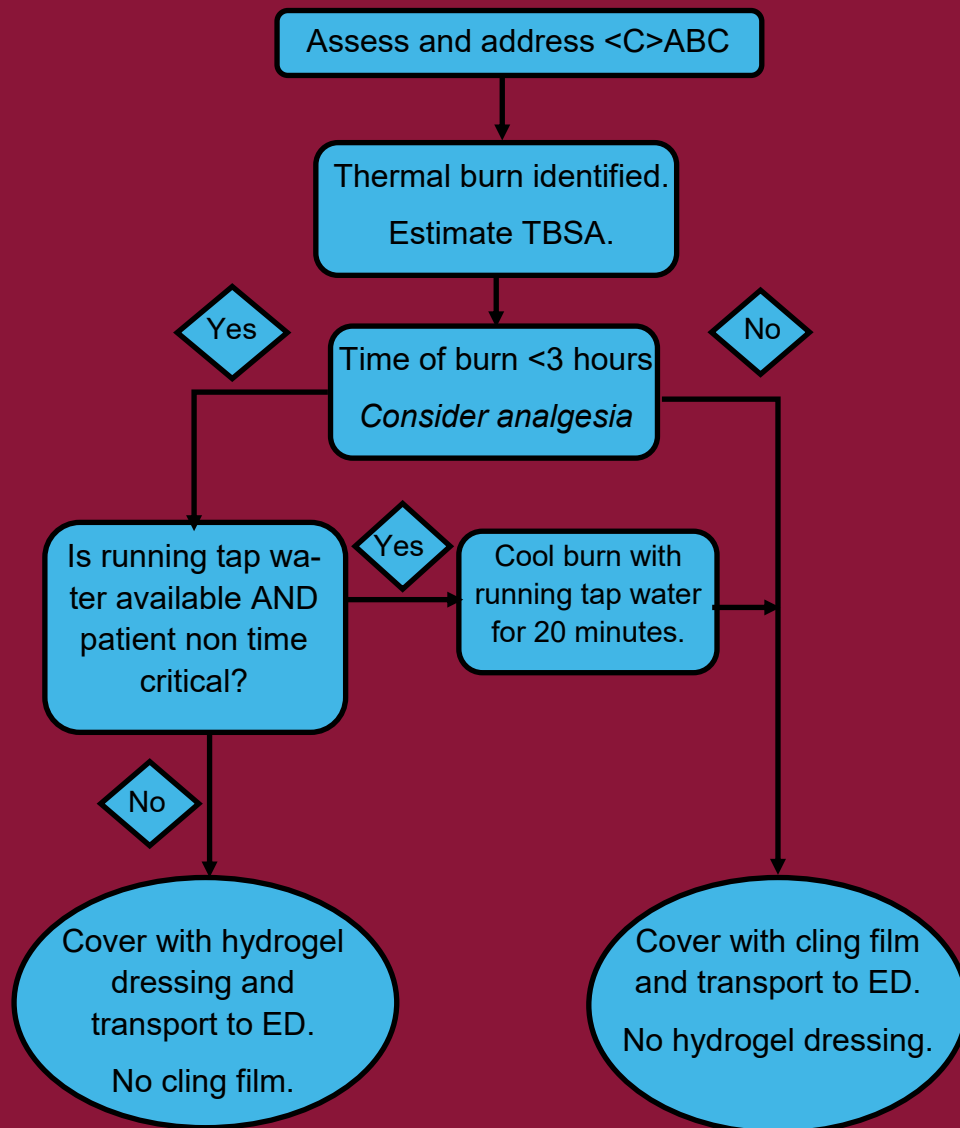 Assess and address <C>ABC
Thermal burn identified.
Estimate TBSA.
Yes
No
Time of burn <3 hours
Consider analgesia
Is running tap wa-
ter available AND
patient non time
critical?
Yes
Cool burn with
running tap water
for 20 minutes.
No
Cover with hydrogel
dressing and
transport to ED.
No cling film.
Cover with cling film
and transport to ED.
No hydrogel dressing.